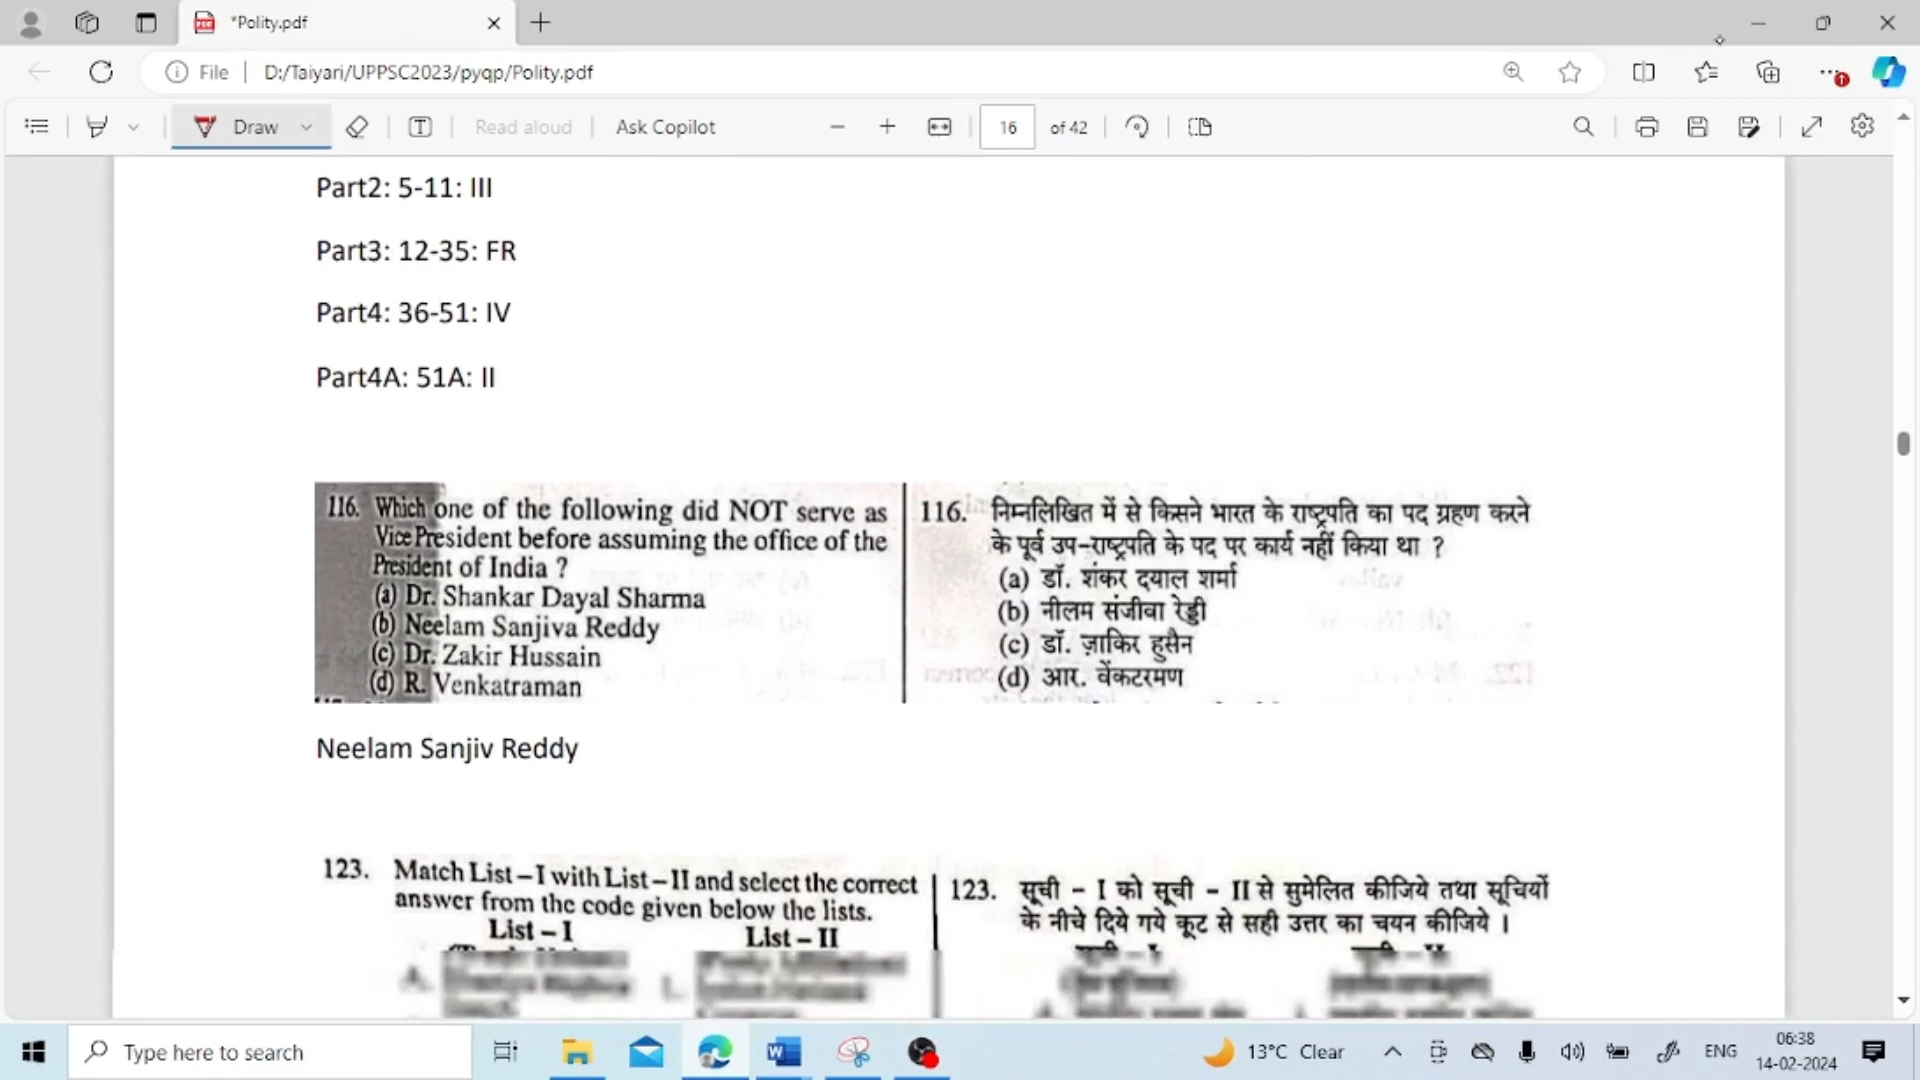 *Polity.pdf
File
D:/Taiyari/UPPSC2023/pyqp/Polity.pdf
Draw
T
Read aloud
Ask Copilot
16
of 42
Part2: 5-11: III
Part3: 12-35: FR
Part4: 36-51: IV
Part4A: 51A: II
116. Which one of the following did NOT serve as
Vice President before assuming the office of the
President of India ?
(a) Dr. Shankar Dayal Sharma
(b) Neelam Sanjiva Reddy
(c) Dr. Zakir Hussain
(d) R. Venkatraman
116. निम्नलिखित में से किसने भारत के राष्ट्रपति का पद ग्रहण करने
के पूर्व उप-राष्ट्रपति के पद पर कार्य नहीं किया था ?
(a) डॉ. शंकर दयाल शर्मा
(b) नीलम संजीवा रेड्डी
(c) डॉ. ज़ाकिर हुसैन
(d) आर. वेंकटरमण
Neelam Sanjiv Reddy
123. Match List – I with List – II and select the correct
answer from the code given below the lists.
List – I List – II
123. सूची - I को सूची - II से सुमेलित कीजिये तथा सूचियों
के नीचे दिये गये कूट से सही उत्तर का चयन कीजिये ।
Type here to search
13°C Clear
ENG
06:38
14-02-2024